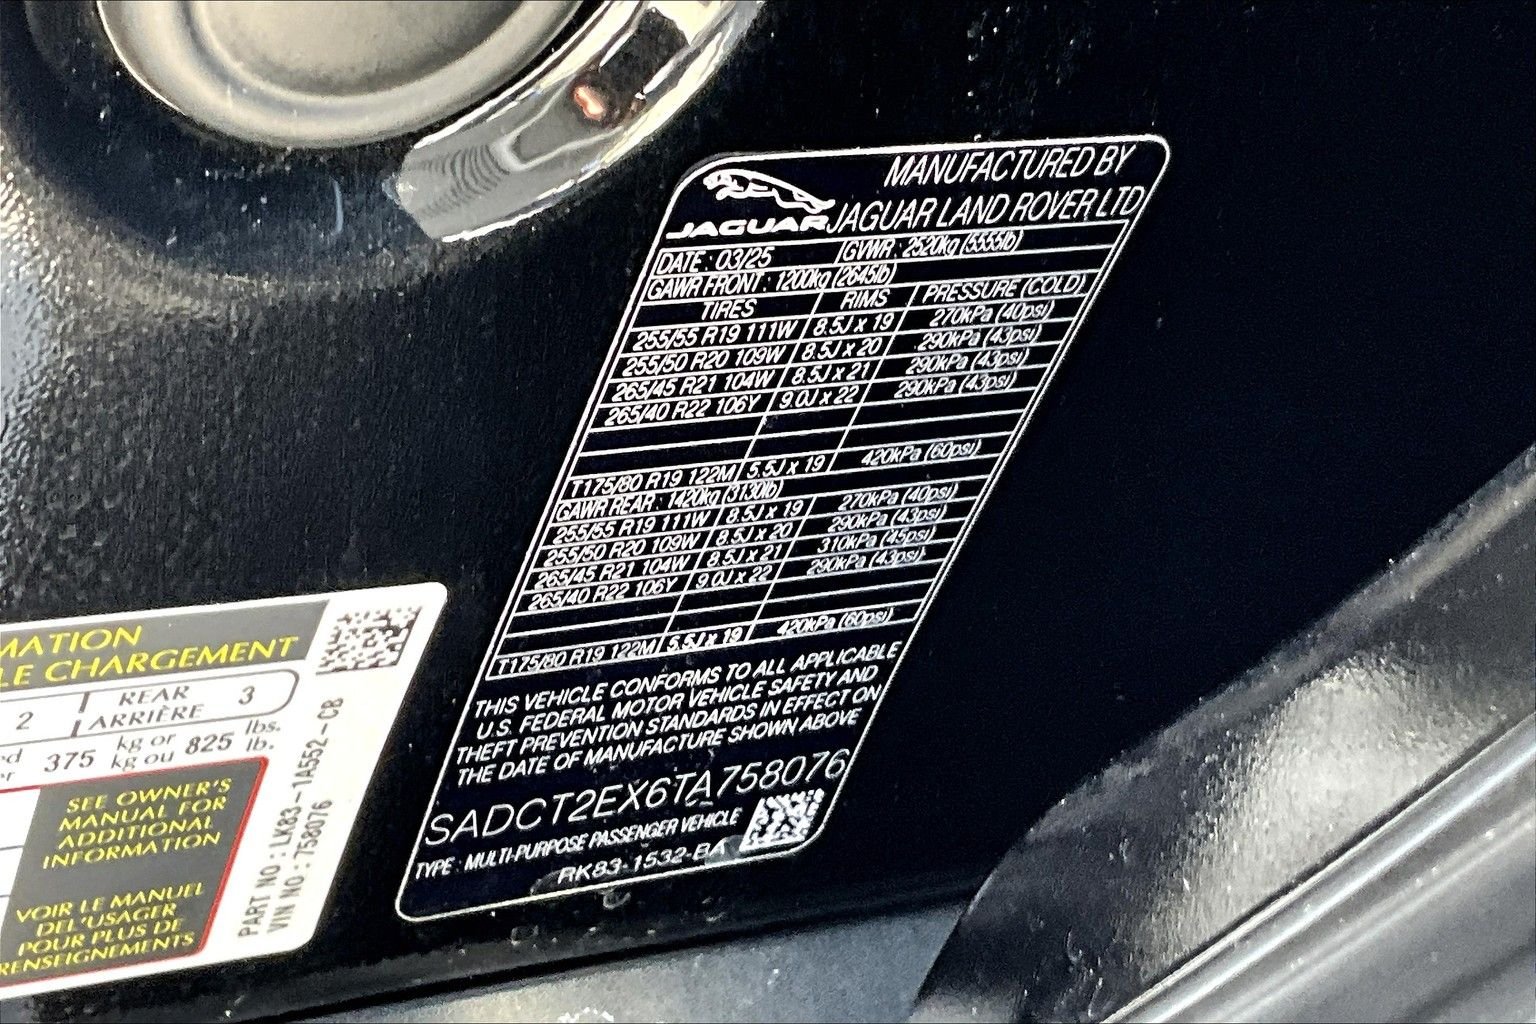 MANUFACTURED BY
JAGUAR JAGUAR LAND ROVER LTD
DATE : 03/25 GVWR : 2520kg (5555lb)
GAWR FRONT : 1200kg (2645lb)
TIRES RIMS PRESSURE (COLD)
255/55 R19 111W 8.5J x 19 270kPa (40psi)
255/50 R20 109W 8.5J x 20 290kPa (43psi)
265/45 R21 104W 8.5J x 21 290kPa (43psi)
265/40 R22 106Y 9.0J x 22 290kPa (43psi)
T175/80 R19 122M 5.5J x 19 420kPa (60psi)
GAWR REAR : 1420kg (3130lb)
255/55 R19 111W 8.5J x 19 270kPa (40psi)
255/50 R20 109W 8.5J x 20 290kPa (43psi)
265/45 R21 104W 8.5J x 21 310kPa (45psi)
265/40 R22 106Y 9.0J x 22 290kPa (43psi)
T175/80 R19 122M 5.5J x 19 420kPa (60psi)
THIS VEHICLE CONFORMS TO ALL APPLICABLE
U.S. FEDERAL MOTOR VEHICLE SAFETY AND
THEFT PREVENTION STANDARDS IN EFFECT ON
THE DATE OF MANUFACTURE SHOWN ABOVE
SADCT2EX6TA758076
TYPE : MULTI-PURPOSE PASSENGER VEHICLE
RK83-1532-BA
MATION
LE CHARGEMENT
2 REAR 3
ARRIÈRE
375 kg or 825 lbs.
kg ou lb.
SEE OWNER'S
MANUAL FOR
ADDITIONAL
INFORMATION
VOIR LE MANUEL
DEL'USAGER
POUR PLUS DE
RENSEIGNEMENTS
PART NO : LK83-1A552-CB
VIN NO : 758076